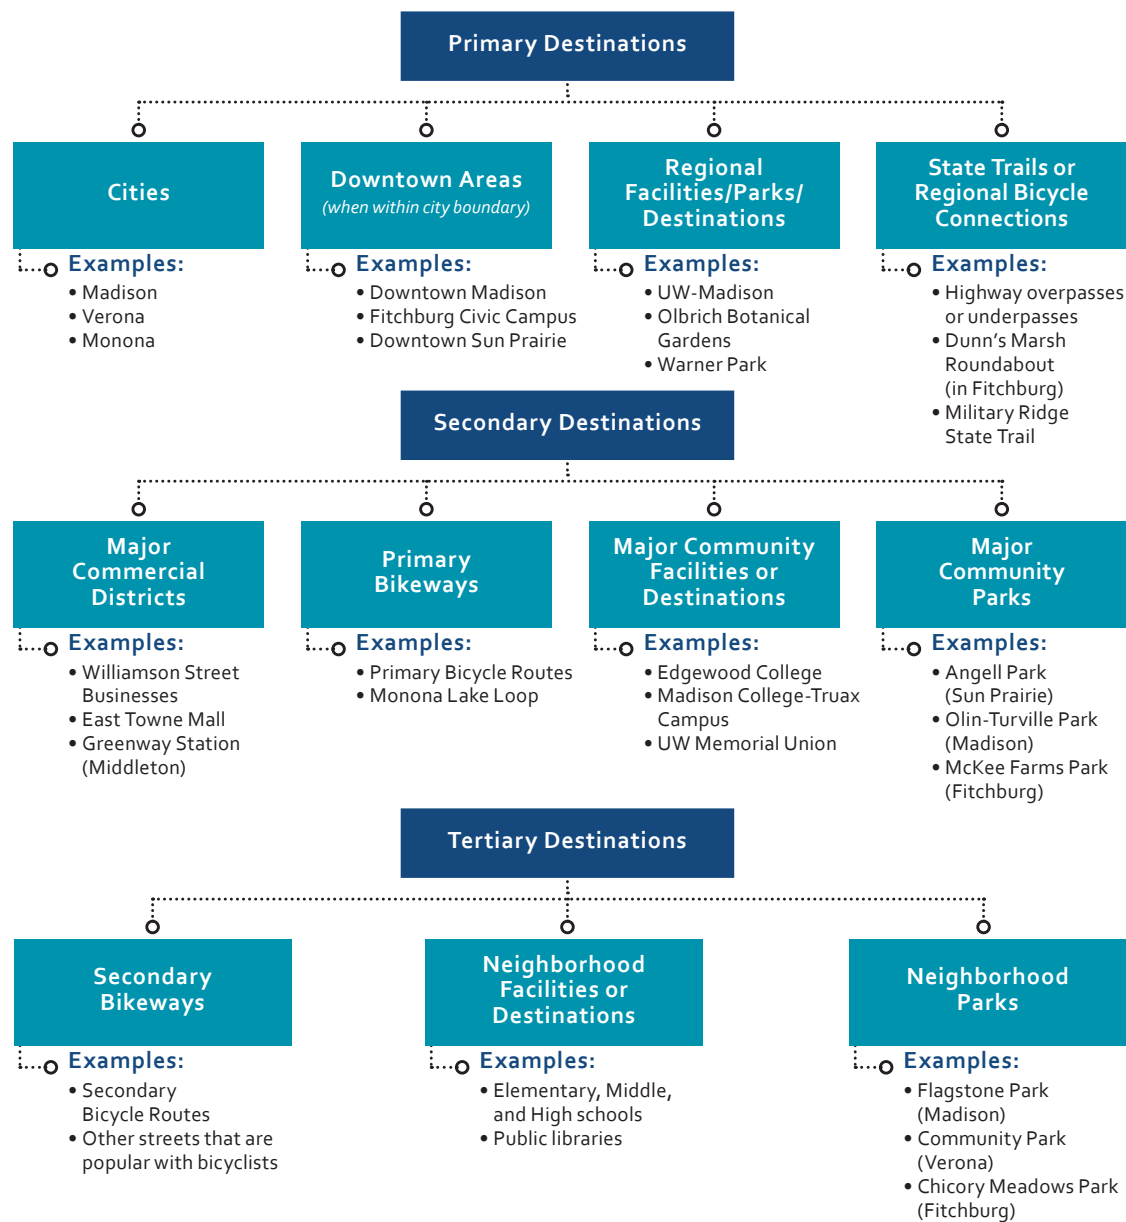 Primary Destinations
Cities
Downtown Areas
(when within city boundary)
Regional
Facilities/Parks/
Destinations
State Trails or
Regional Bicycle
Connections
Examples:
• Madison
• Verona
• Monona
Examples:
• Downtown Madison
• Fitchburg Civic Campus
• Downtown Sun Prairie
Examples:
• UW-Madison
• Olbrich Botanical
Gardens
• Warner Park
Examples:
• Highway overpasses
or underpasses
• Dunn's Marsh
Roundabout
(in Fitchburg)
• Military Ridge
State Trail
Secondary Destinations
Major
Commercial
Districts
Primary
Bikeways
Major Community
Facilities or
Destinations
Major
Community
Parks
Examples:
• Williamson Street
Businesses
• East Towne Mall
• Greenway Station
(Middleton)
Examples:
• Primary Bicycle Routes
• Monona Lake Loop
Examples:
• Edgewood College
• Madison College-Truax
Campus
• UW Memorial Union
Examples:
• Angell Park
(Sun Prairie)
• Olin-Turville Park
(Madison)
• McKee Farms Park
(Fitchburg)
Tertiary Destinations
Secondary
Bikeways
Neighborhood
Facilities or
Destinations
Neighborhood
Parks
Examples:
• Secondary
Bicycle Routes
• Other streets that are
popular with bicyclists
Examples:
• Elementary, Middle,
and High schools
• Public libraries
Examples:
• Flagstone Park
(Madison)
• Community Park
(Verona)
• Chicory Meadows Park
(Fitchburg)